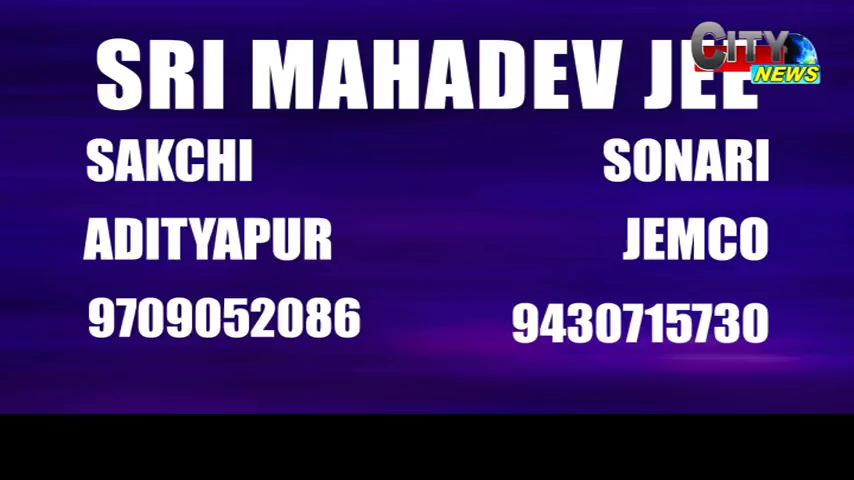 SRI MAHADEV JEE
CITY
NEWS
SAKCHI SONARI
ADITYAPUR JEMCO
9709052086 9430715730